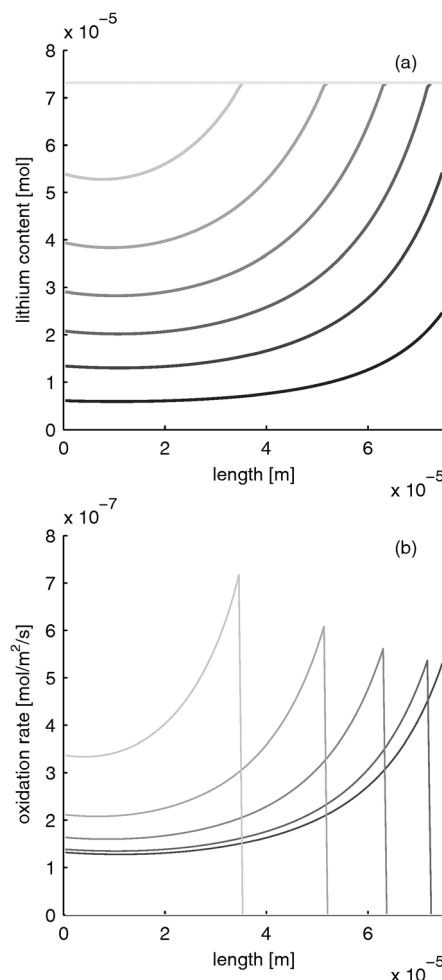 x 10⁻⁵
(a)
8
7
6
5
4
3
2
1
0
lithium content [mol]
0 2 4 6
length [m]
x 10⁻⁵
x 10⁻⁷
(b)
8
7
6
5
4
3
2
1
0
oxidation rate [mol/m²/s]
0 2 4 6
length [m]
x 10⁻⁵